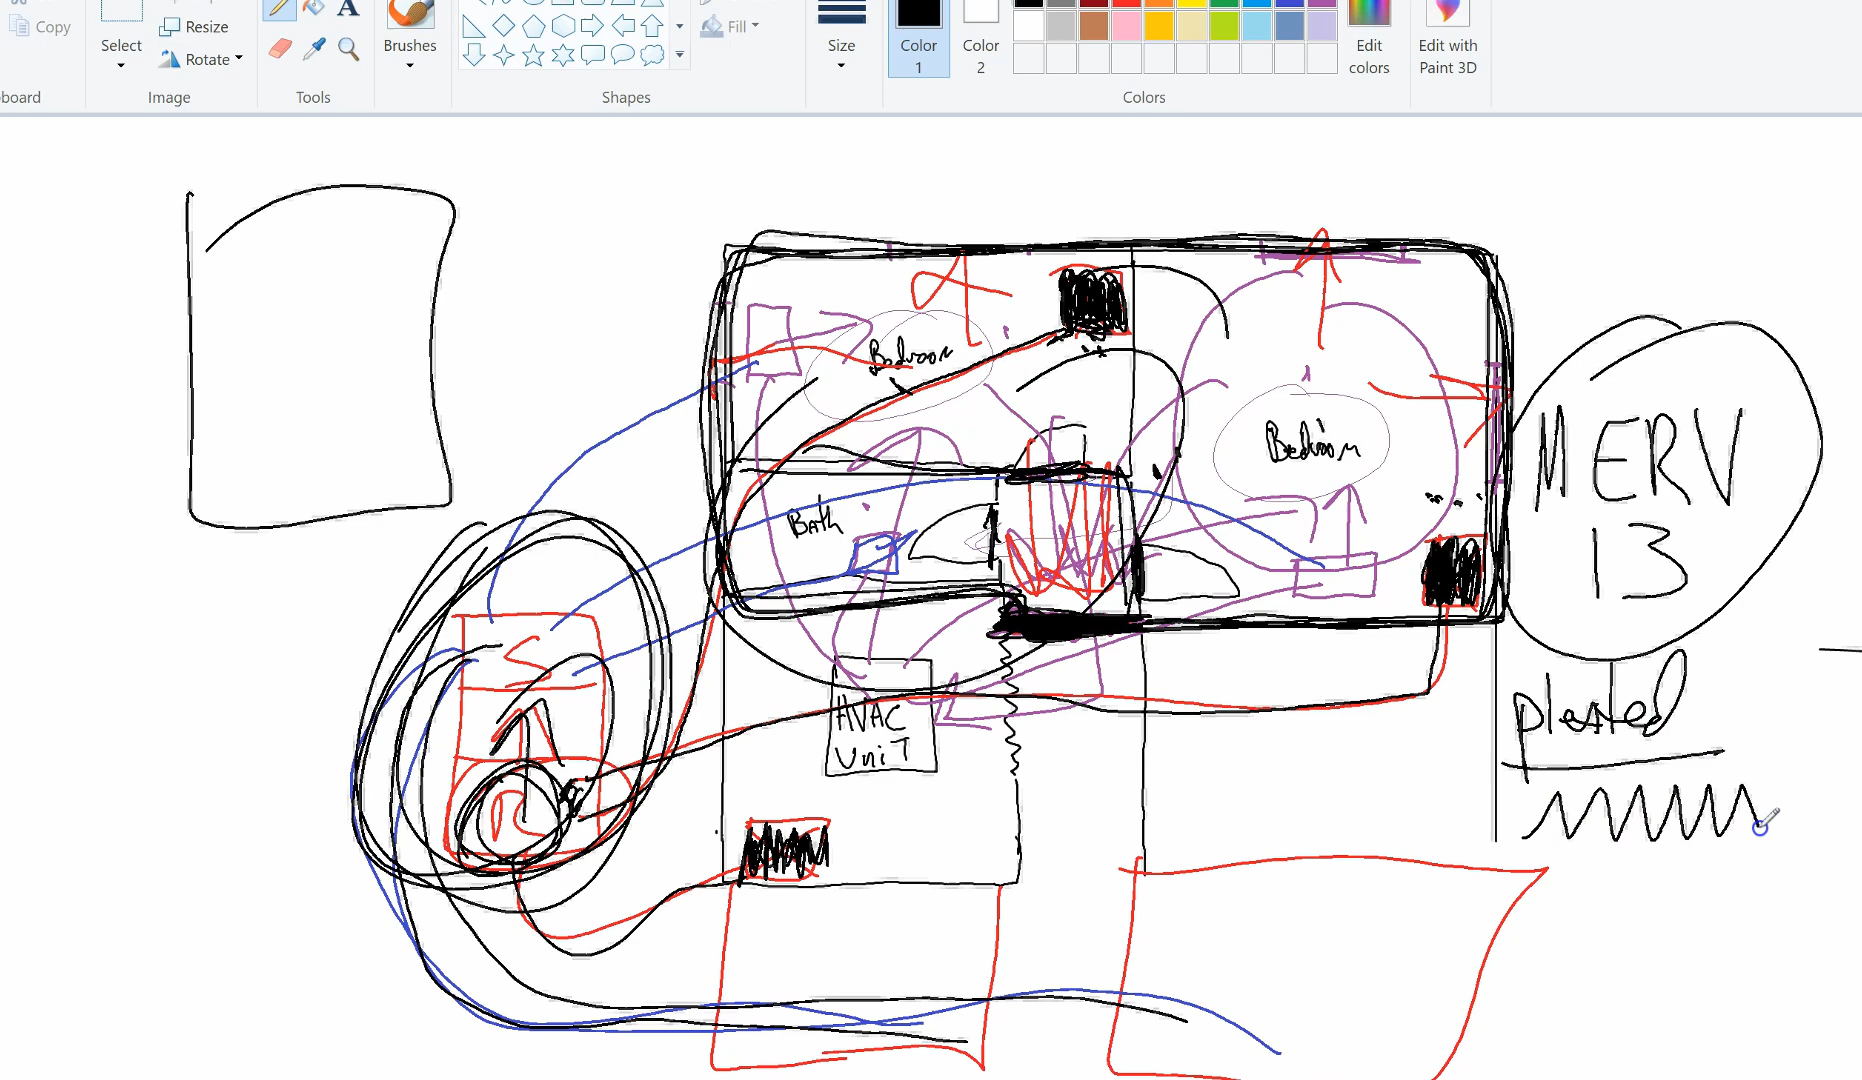 Copy
board
Select
Resize
Rotate
Image
A
Tools
Brushes
Fill
Shapes
Size
Color
1
Color
2
Edit
colors
Edit with
Paint 3D
Colors
Bedroom
Bedroom
Bath
MERV
13
S
R
HVAC
UniT
pleated